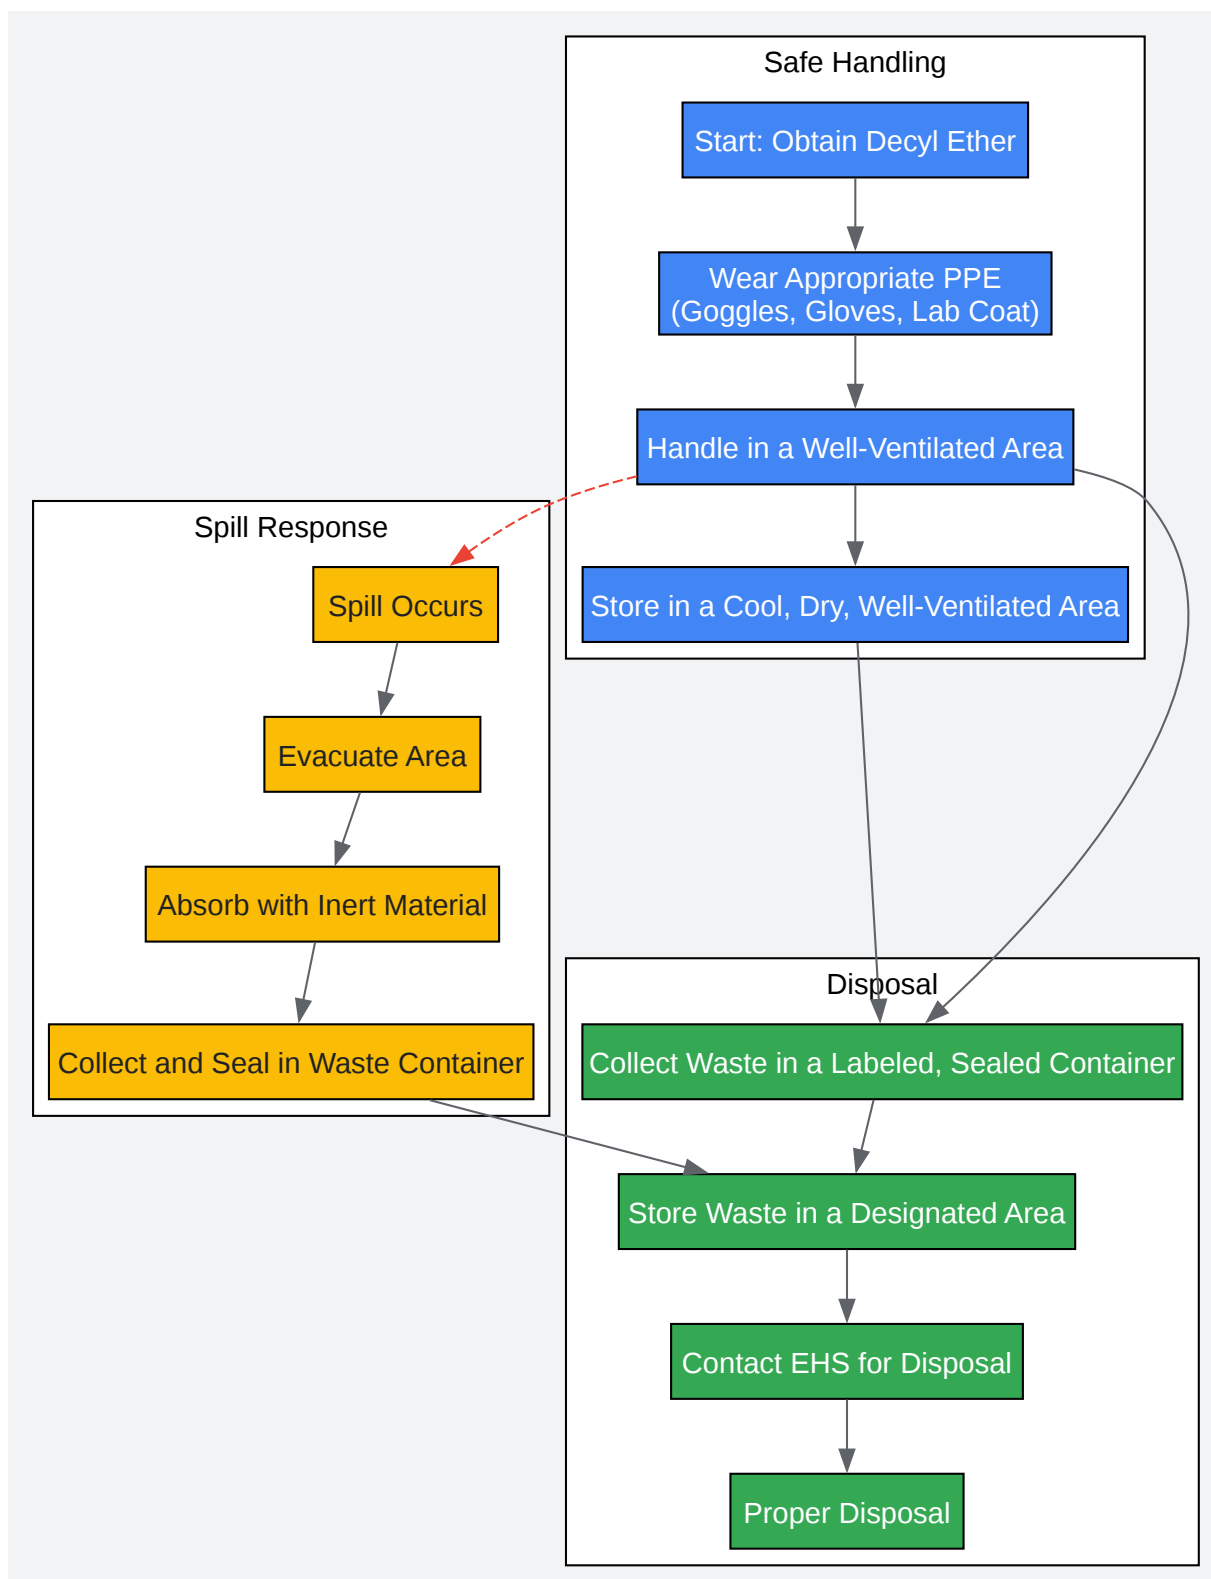 Safe Handling
Start: Obtain Decyl Ether
Wear Appropriate PPE
(Goggles, Gloves, Lab Coat)
Handle in a Well-Ventilated Area
Store in a Cool, Dry, Well-Ventilated Area
Spill Response
Spill Occurs
Evacuate Area
Absorb with Inert Material
Collect and Seal in Waste Container
Disposal
Collect Waste in a Labeled, Sealed Container
Store Waste in a Designated Area
Contact EHS for Disposal
Proper Disposal